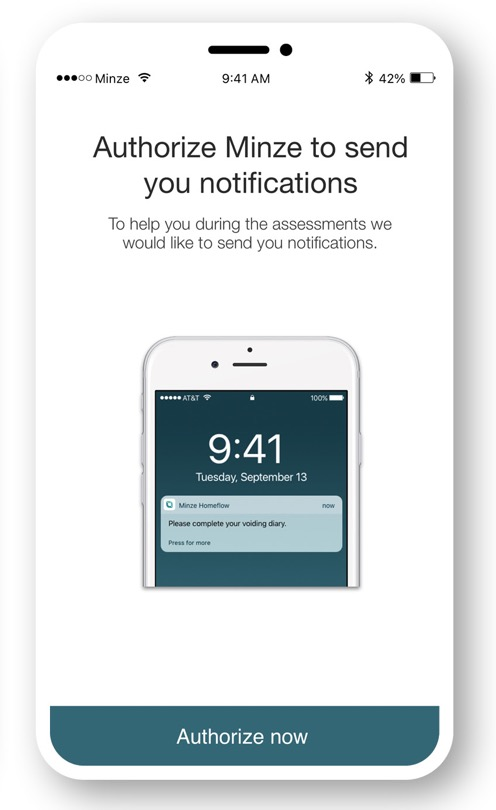 Minze 9:41 AM 42%
Authorize Minze to send
you notifications
To help you during the assessments we
would like to send you notifications.
AT&T 100%
9:41
Tuesday, September 13
Minze Homeflow now
Please complete your voiding diary.
Press for more
Authorize now